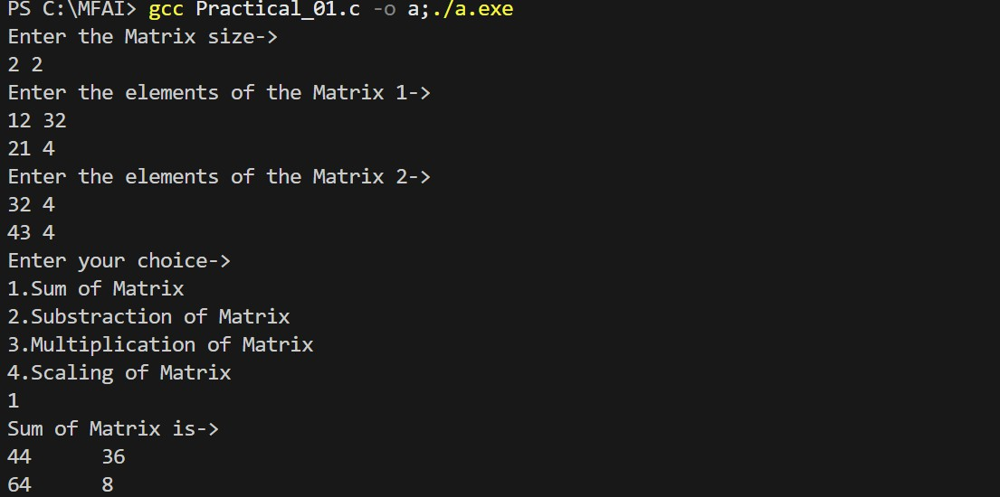 PS C:\MFAI> gcc Practical_01.c -o a;./a.exe
Enter the Matrix size->
2 2
Enter the elements of the Matrix 1->
12 32
21 4
Enter the elements of the Matrix 2->
32 4
43 4
Enter your choice->
1.Sum of Matrix
2.Substraction of Matrix
3.Multiplication of Matrix
4.Scaling of Matrix
1
Sum of Matrix is->
44      36
64      8